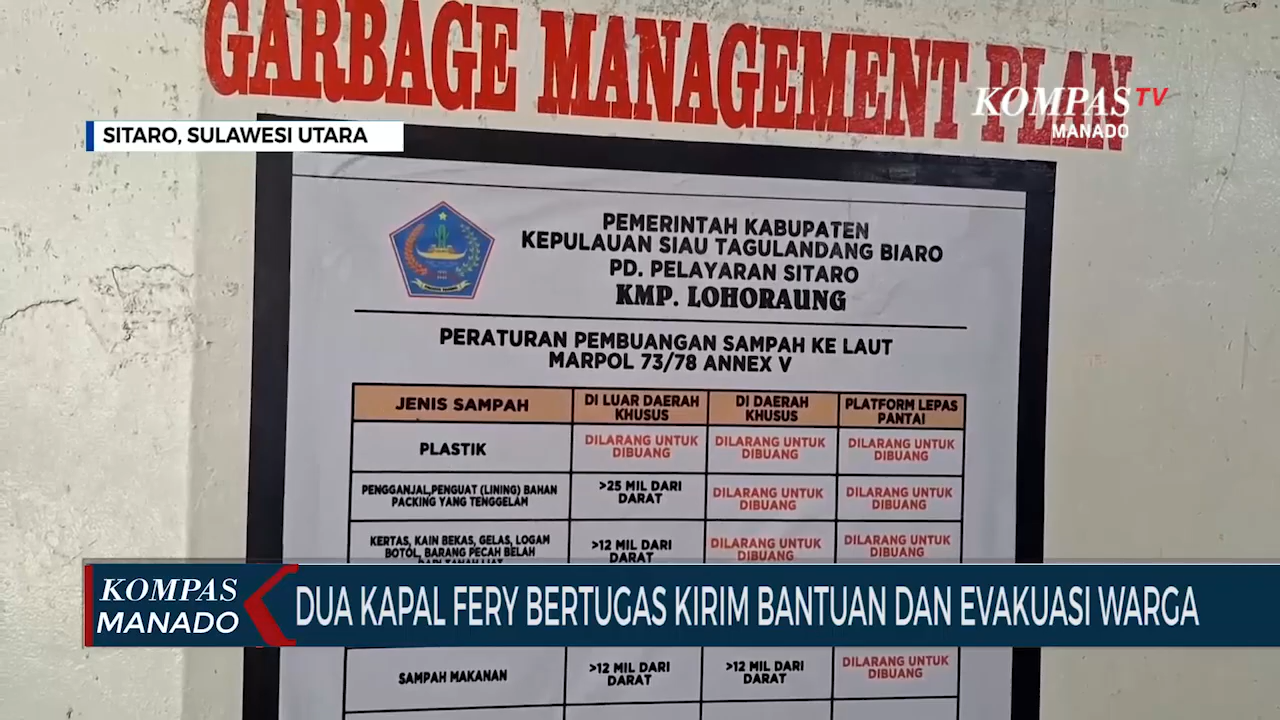 GARBAGE MANAGEMENT PLAN
KOMPAS TV
MANADO
SITARO, SULAWESI UTARA
PEMERINTAH KABUPATEN
KEPULAUAN SIAU TAGULANDANG BIARO
PD. PELAYARAN SITARO
KMP. LOHORAUNG
PERATURAN PEMBUANGAN SAMPAH KE LAUT
MARPOL 73/78 ANNEX V
JENIS SAMPAH
DI LUAR DAERAH
KHUSUS
DI DAERAH
KHUSUS
PLATFORM LEPAS
PANTAI
PLASTIK
DILARANG UNTUK
DIBUANG
DILARANG UNTUK
DIBUANG
DILARANG UNTUK
DIBUANG
PENGGANJAL,PENGUAT (LINING) BAHAN
PACKING YANG TENGGELAM
>25 MIL DARI
DARAT
DILARANG UNTUK
DIBUANG
DILARANG UNTUK
DIBUANG
KERTAS, KAIN BEKAS, GELAS, LOGAM
BOTOL, BARANG PECAH BELAH
>12 MIL DARI
DARAT
DILARANG UNTUK
DIBUANG
DILARANG UNTUK
DIBUANG
KOMPAS
MANADO
DUA KAPAL FERY BERTUGAS KIRIM BANTUAN DAN EVAKUASI WARGA
SAMPAH MAKANAN
>12 MIL DARI
DARAT
>12 MIL DARI
DARAT
DILARANG UNTUK
DIBUANG